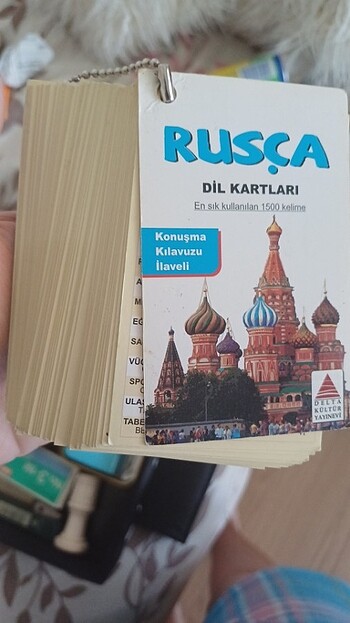 RUSÇA
DİL KARTLARI
En sık kullanılan 1500 kelime
Konuşma
Kılavuzu
İlaveli
DELTA
KÜLTÜR
YAYINEVİ